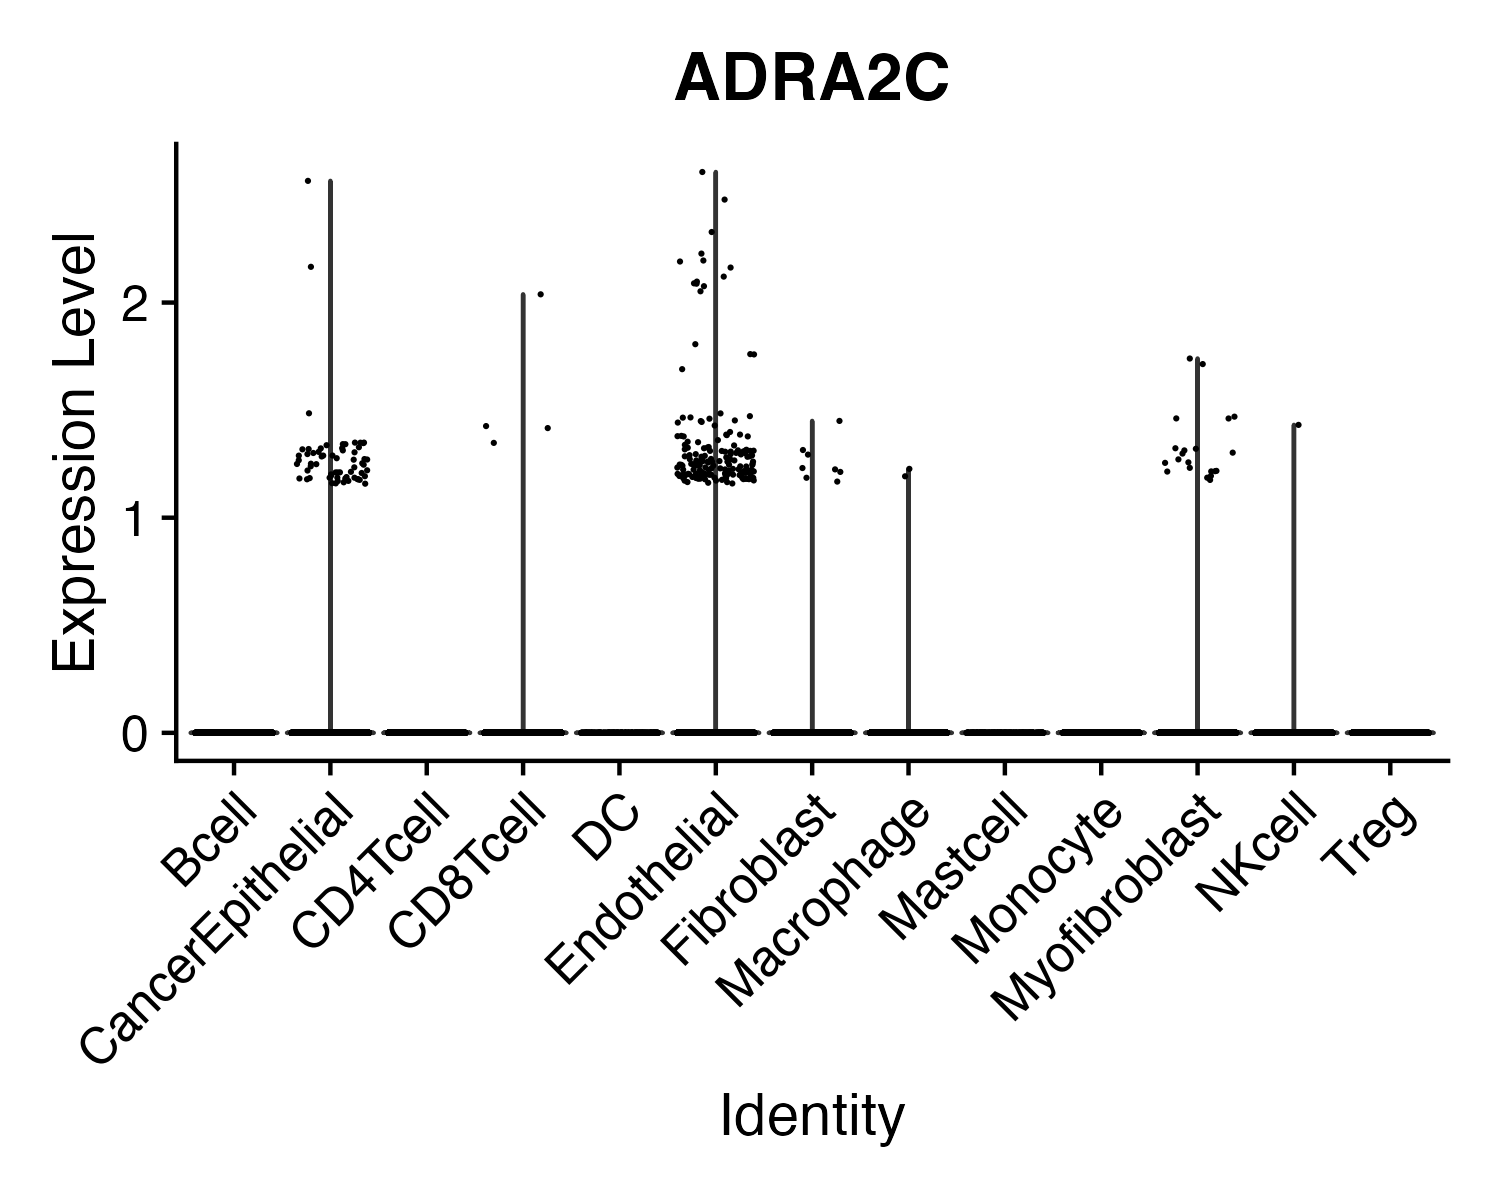 ADRA2C
Expression Level
2
1
0
Bcell
CancerEpithelial
CD4Tcell
CD8Tcell
DC
Endothelial
Fibroblast
Macrophage
Mastcell
Monocyte
Myofibroblast
NKcell
Treg
Identity